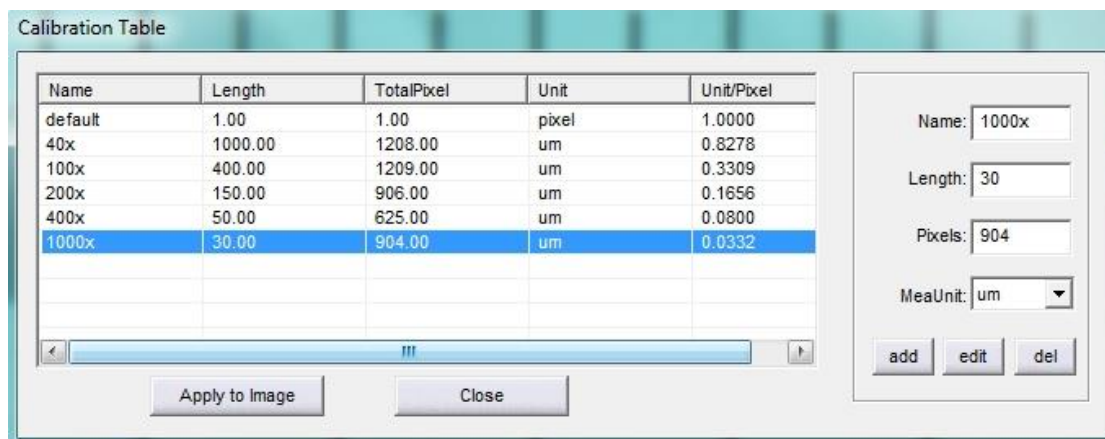 Calibration Table
Name Length TotalPixel Unit Unit/Pixel
default 1.00 1.00 pixel 1.0000
40x 1000.00 1208.00 um 0.8278
100x 400.00 1209.00 um 0.3309
200x 150.00 906.00 um 0.1656
400x 50.00 625.00 um 0.0800
1000x 30.00 904.00 um 0.0332
Apply to Image Close
Name: 1000x
Length: 30
Pixels: 904
MeaUnit: um
add edit del